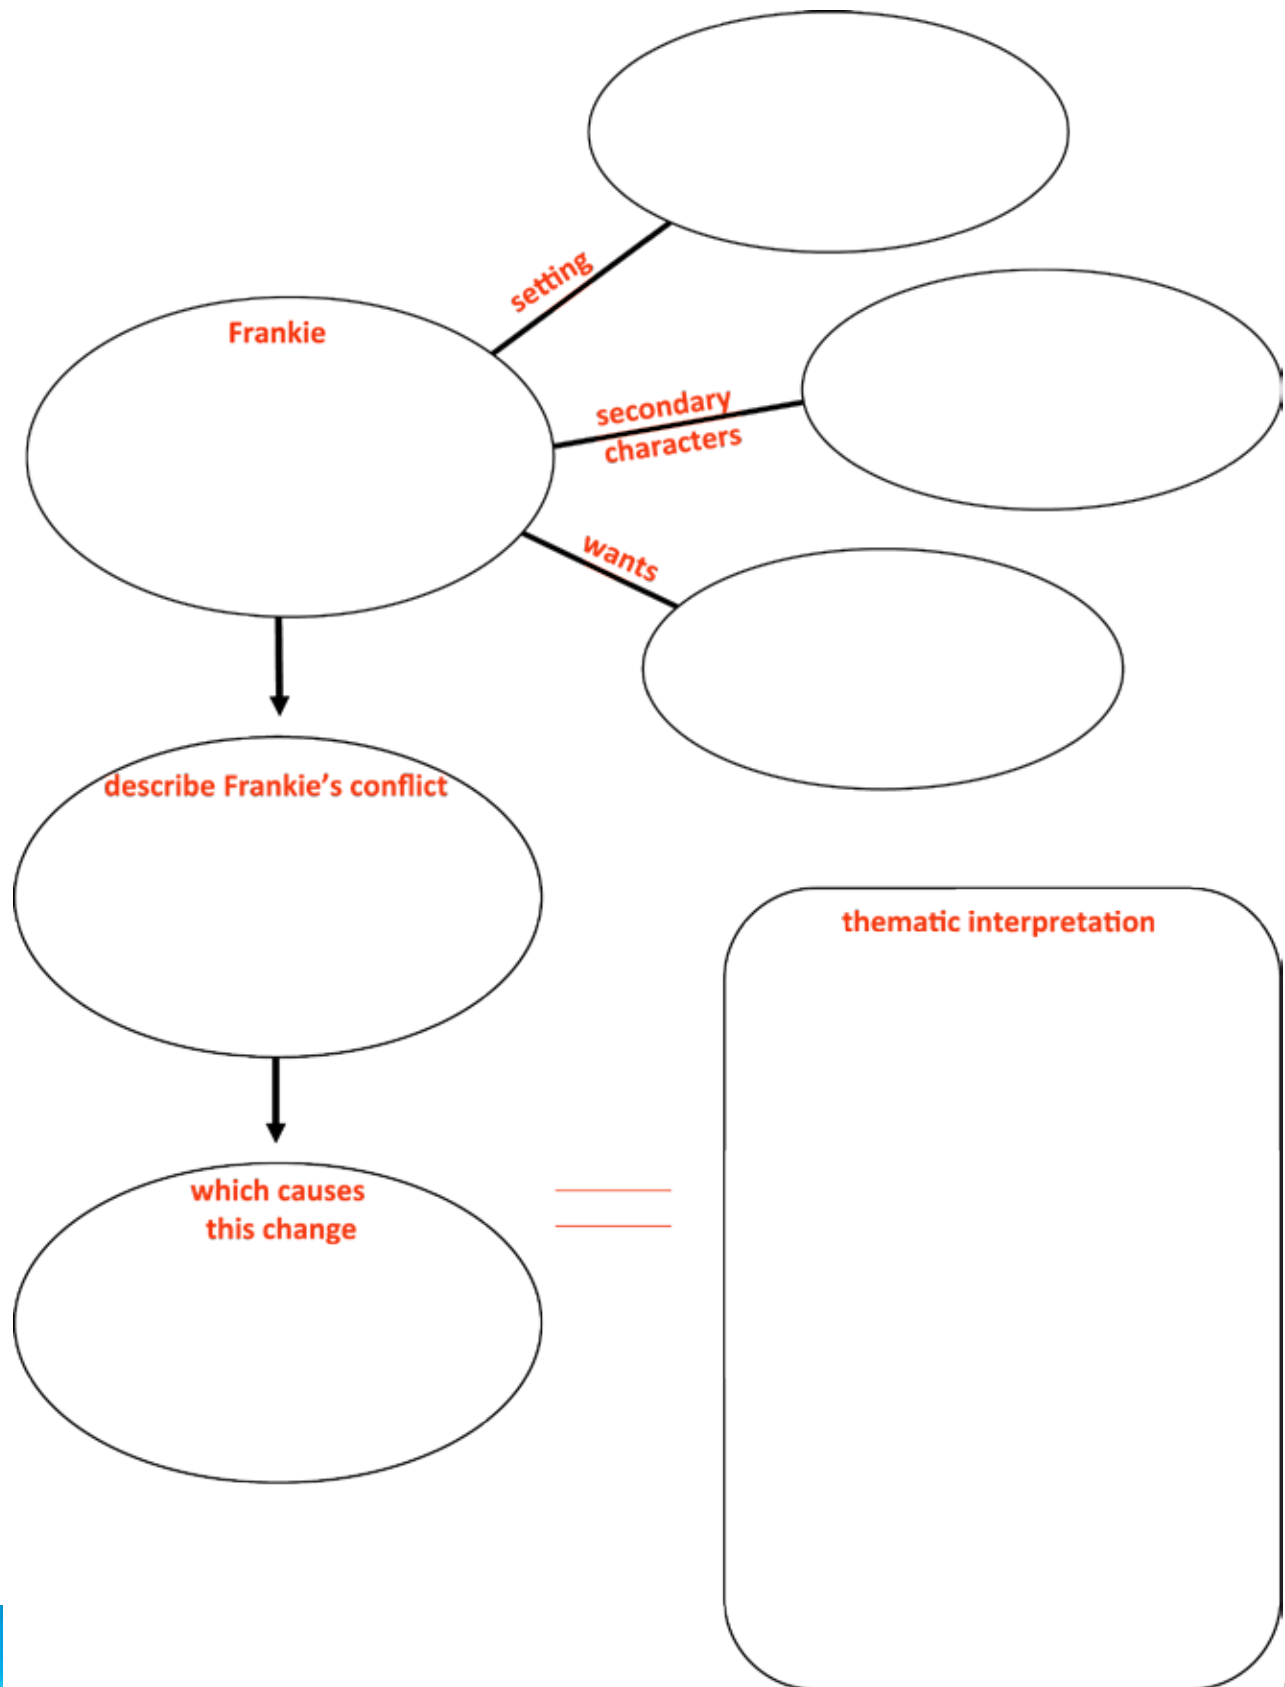 setting
Frankie
secondary
characters
wants
describe Frankie’s conflict
thematic interpretation
which causes
this change